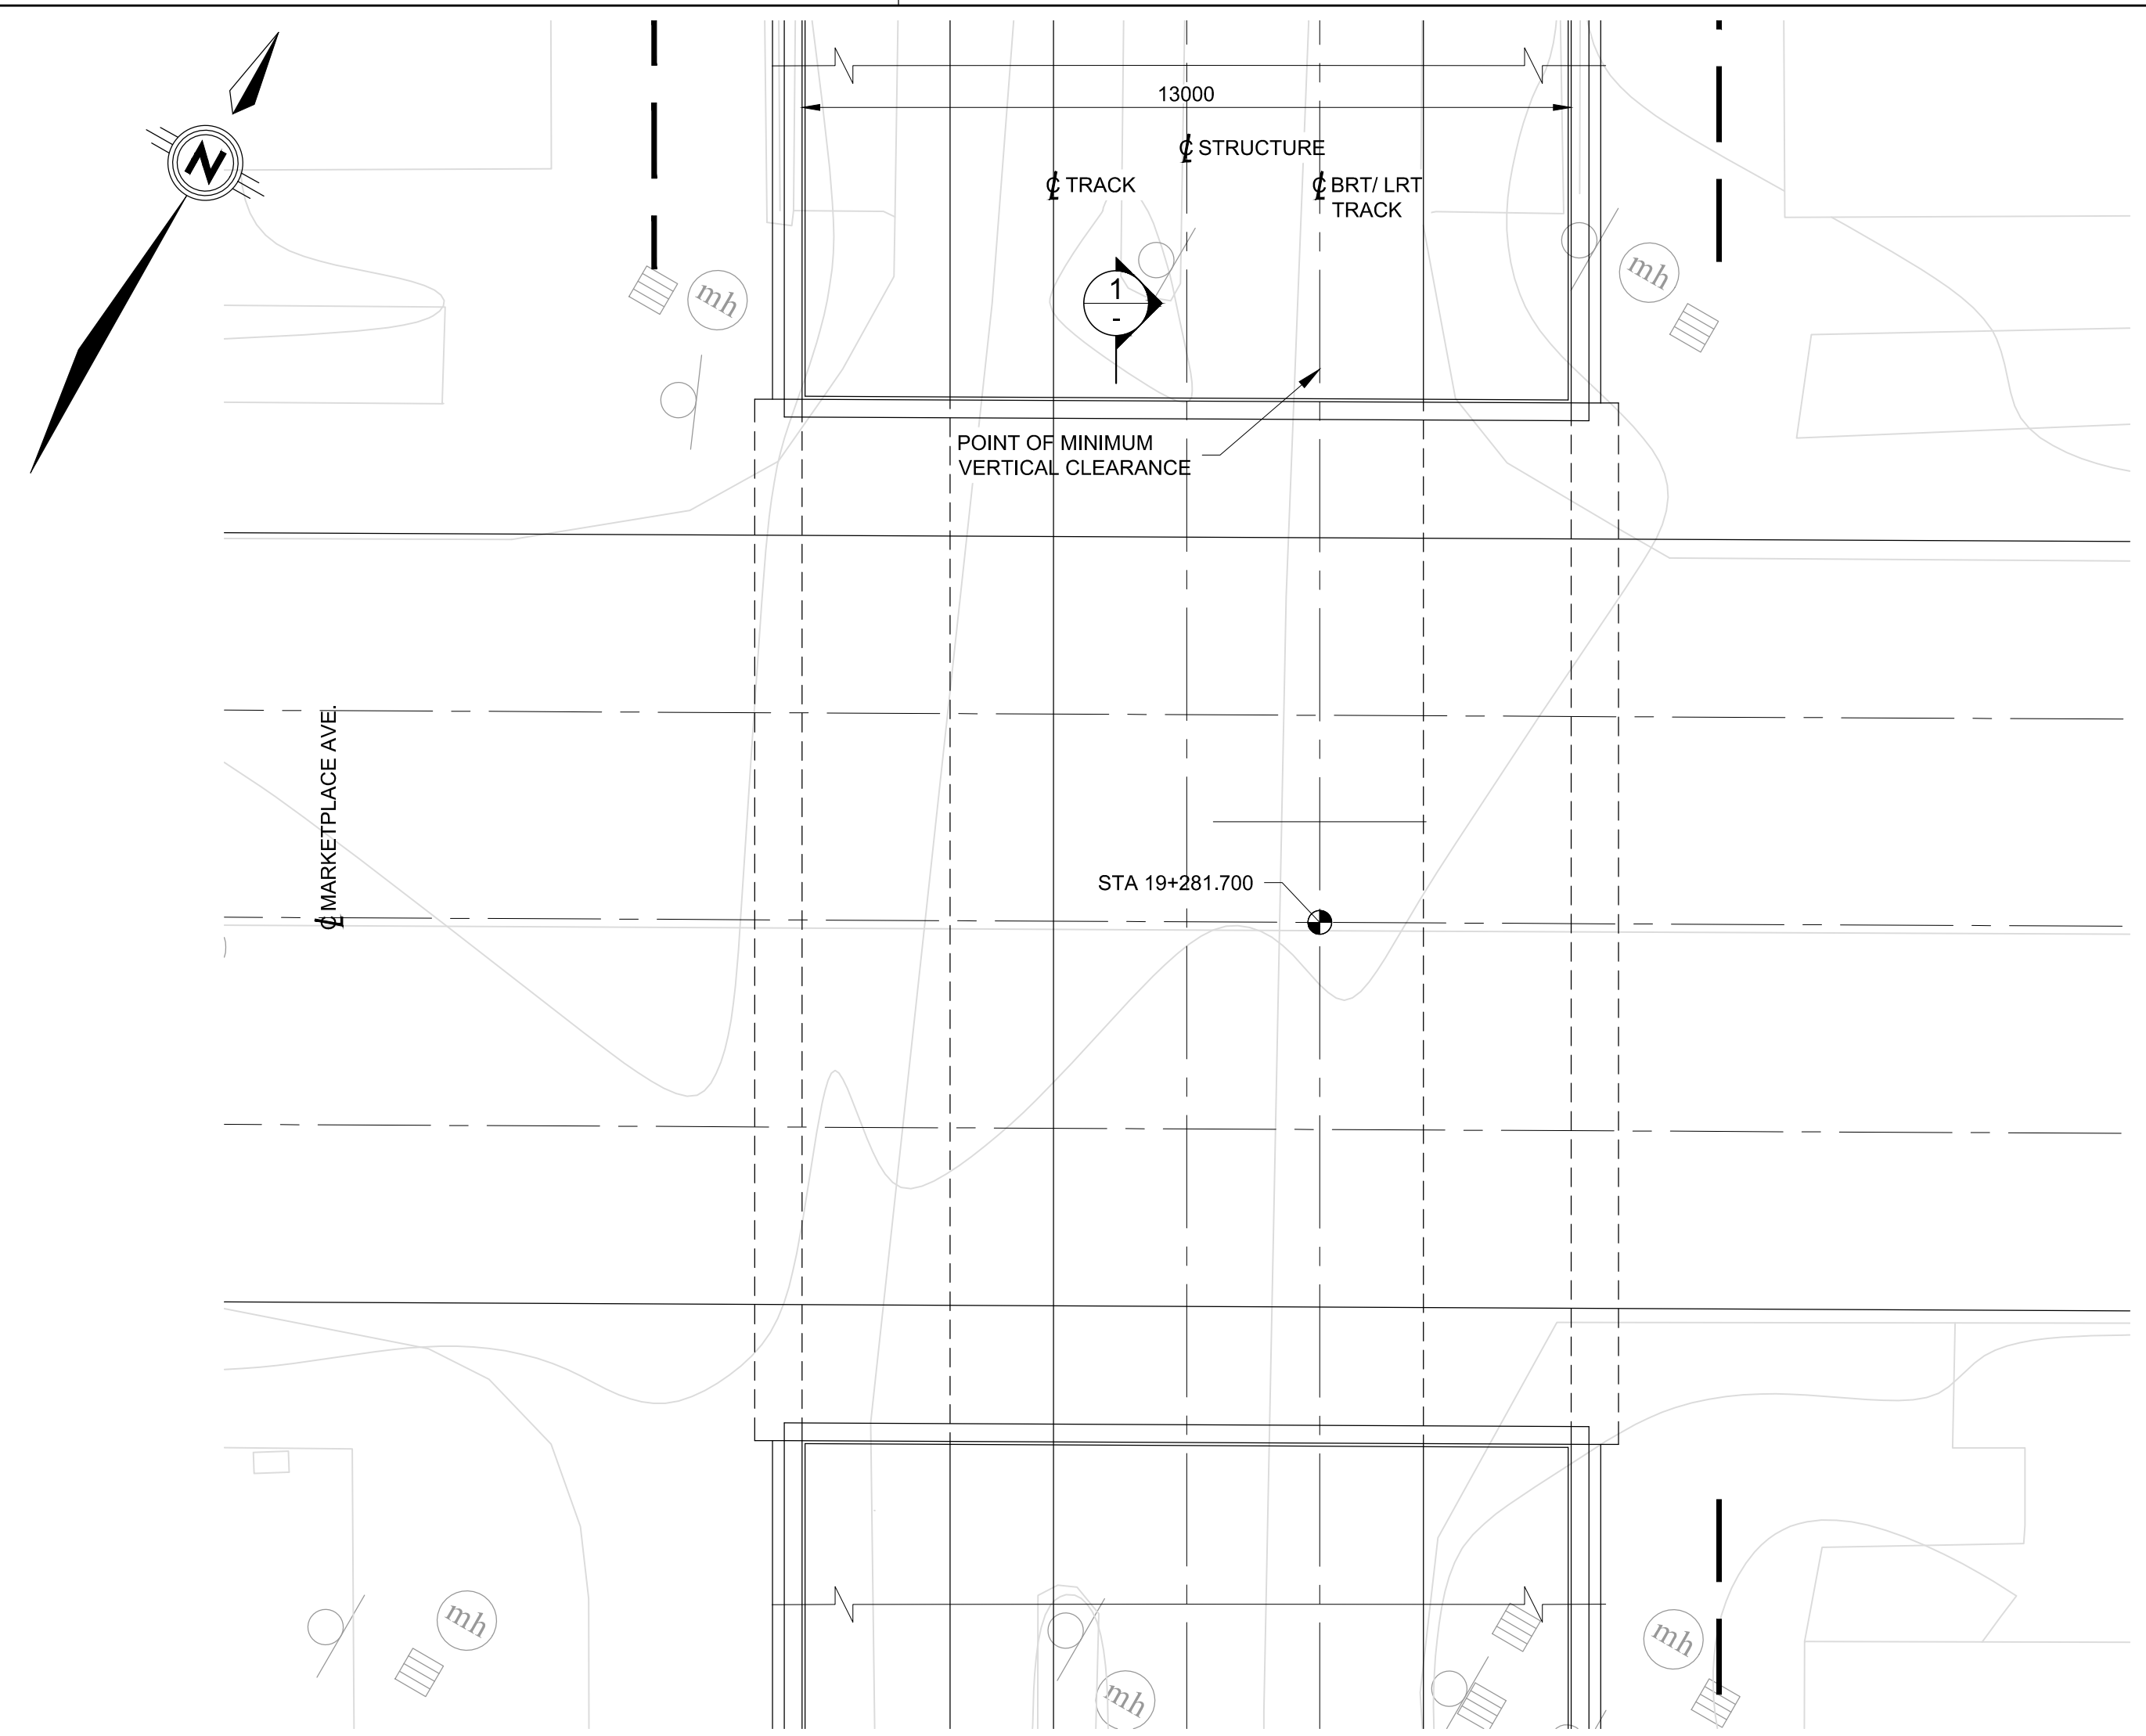 N
13000
℄ STRUCTURE
℄ TRACK
℄ BRT/ LRT
TRACK
mh
mh
1
-
POINT OF MINIMUM
VERTICAL CLEARANCE
℄ MARKETPLACE AVE.
STA 19+281.700
mh
mh
mh